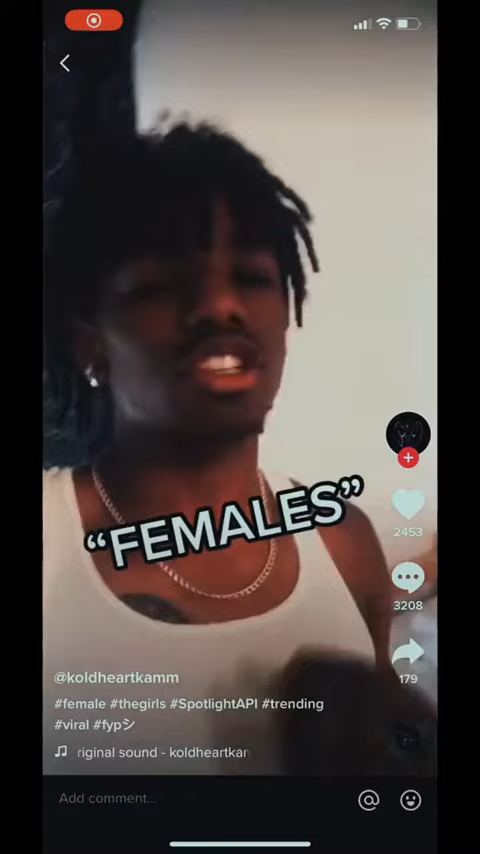 “FEMALES”
2453
3208
179
@koldheartkamm
#female #thegirls #SpotlightAPI #trending
#viral #fypシ
riginal sound - koldheartkar
Add comment...